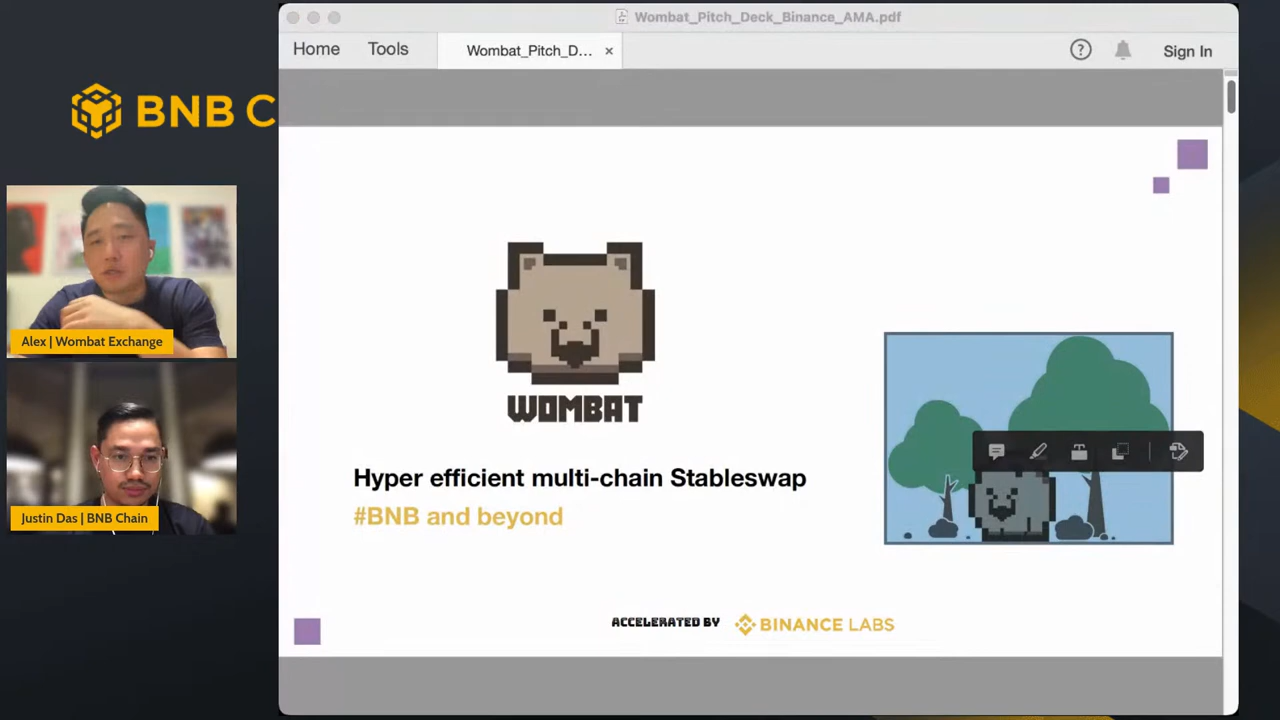 Wombat_Pitch_Deck_Binance_AMA.pdf
Home
Tools
Wombat_Pitch_D...
Sign In
BNB C
WOMBAT
Hyper efficient multi-chain Stableswap
#BNB and beyond
ACCELERATED BY BINANCE LABS
Alex | Wombat Exchange
Justin Das | BNB Chain